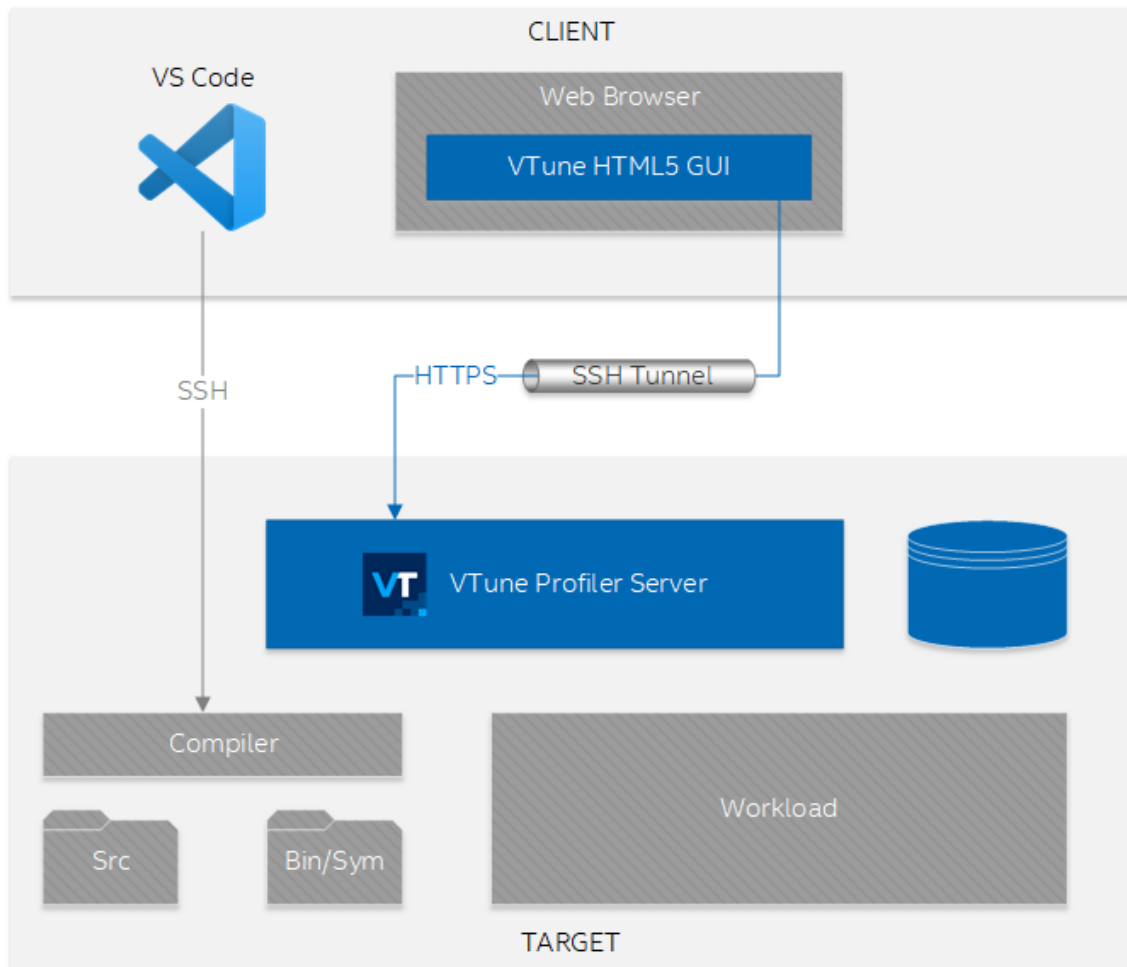 CLIENT
VS Code
Web Browser
VTune HTML5 GUI
HTTPS
SSH Tunnel
SSH
VT
VTune Profiler Server
Compiler
Workload
Src
Bin/Sym
TARGET